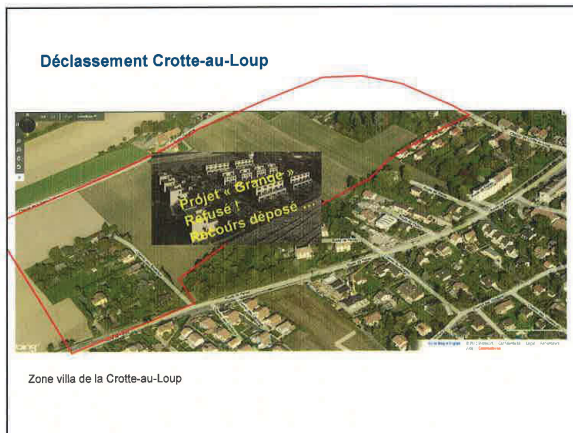 Déclassement Crotte-au-Loup
Projet « Grange »
Refusé !
Recours déposé ...
Zone villa de la Crotte-au-Loup